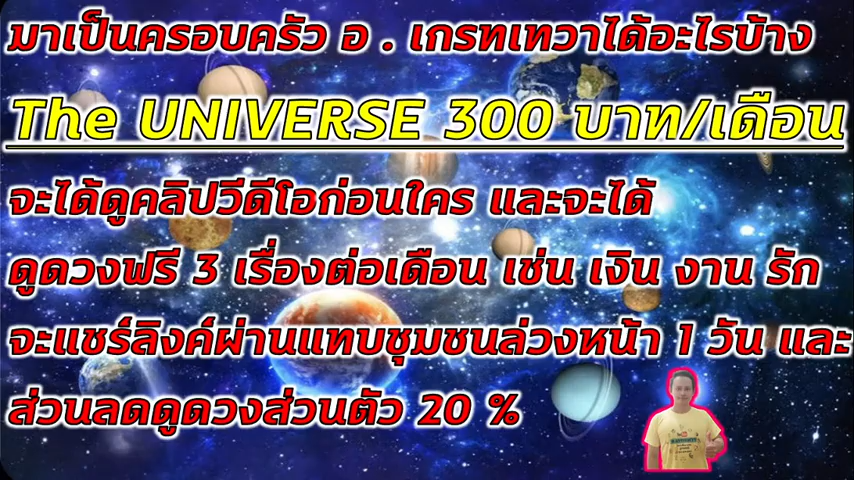 มาเป็นครอบครัว อ . เกรทเทวาได้อะไรบ้าง
The UNIVERSE 300 บาท/เดือน
จะได้ดูคลิปวีดีโอก่อนใคร และจะได้
ดูดวงฟรี 3 เรื่องต่อเดือน เช่น เงิน งาน รัก
จะแชร์ลิงค์ผ่านแทบชุมชนล่วงหน้า 1 วัน และ
ส่วนลดดูดวงส่วนตัว 20 %